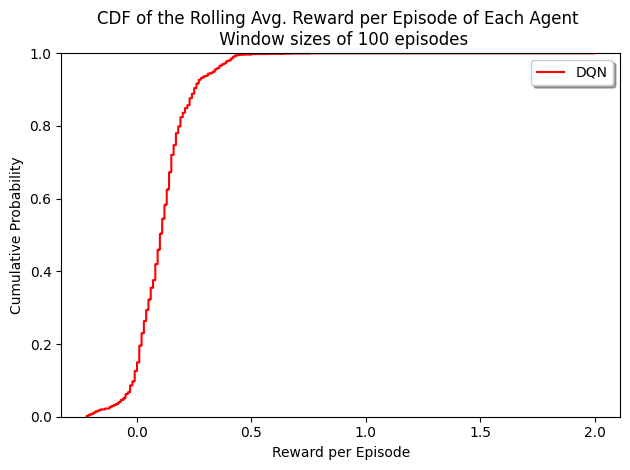 CDF of the Rolling Avg. Reward per Episode of Each Agent
Window sizes of 100 episodes
DQN
1.0
0.8
0.6
0.4
0.2
0.0
Cumulative Probability
0.0 0.5 1.0 1.5 2.0
Reward per Episode